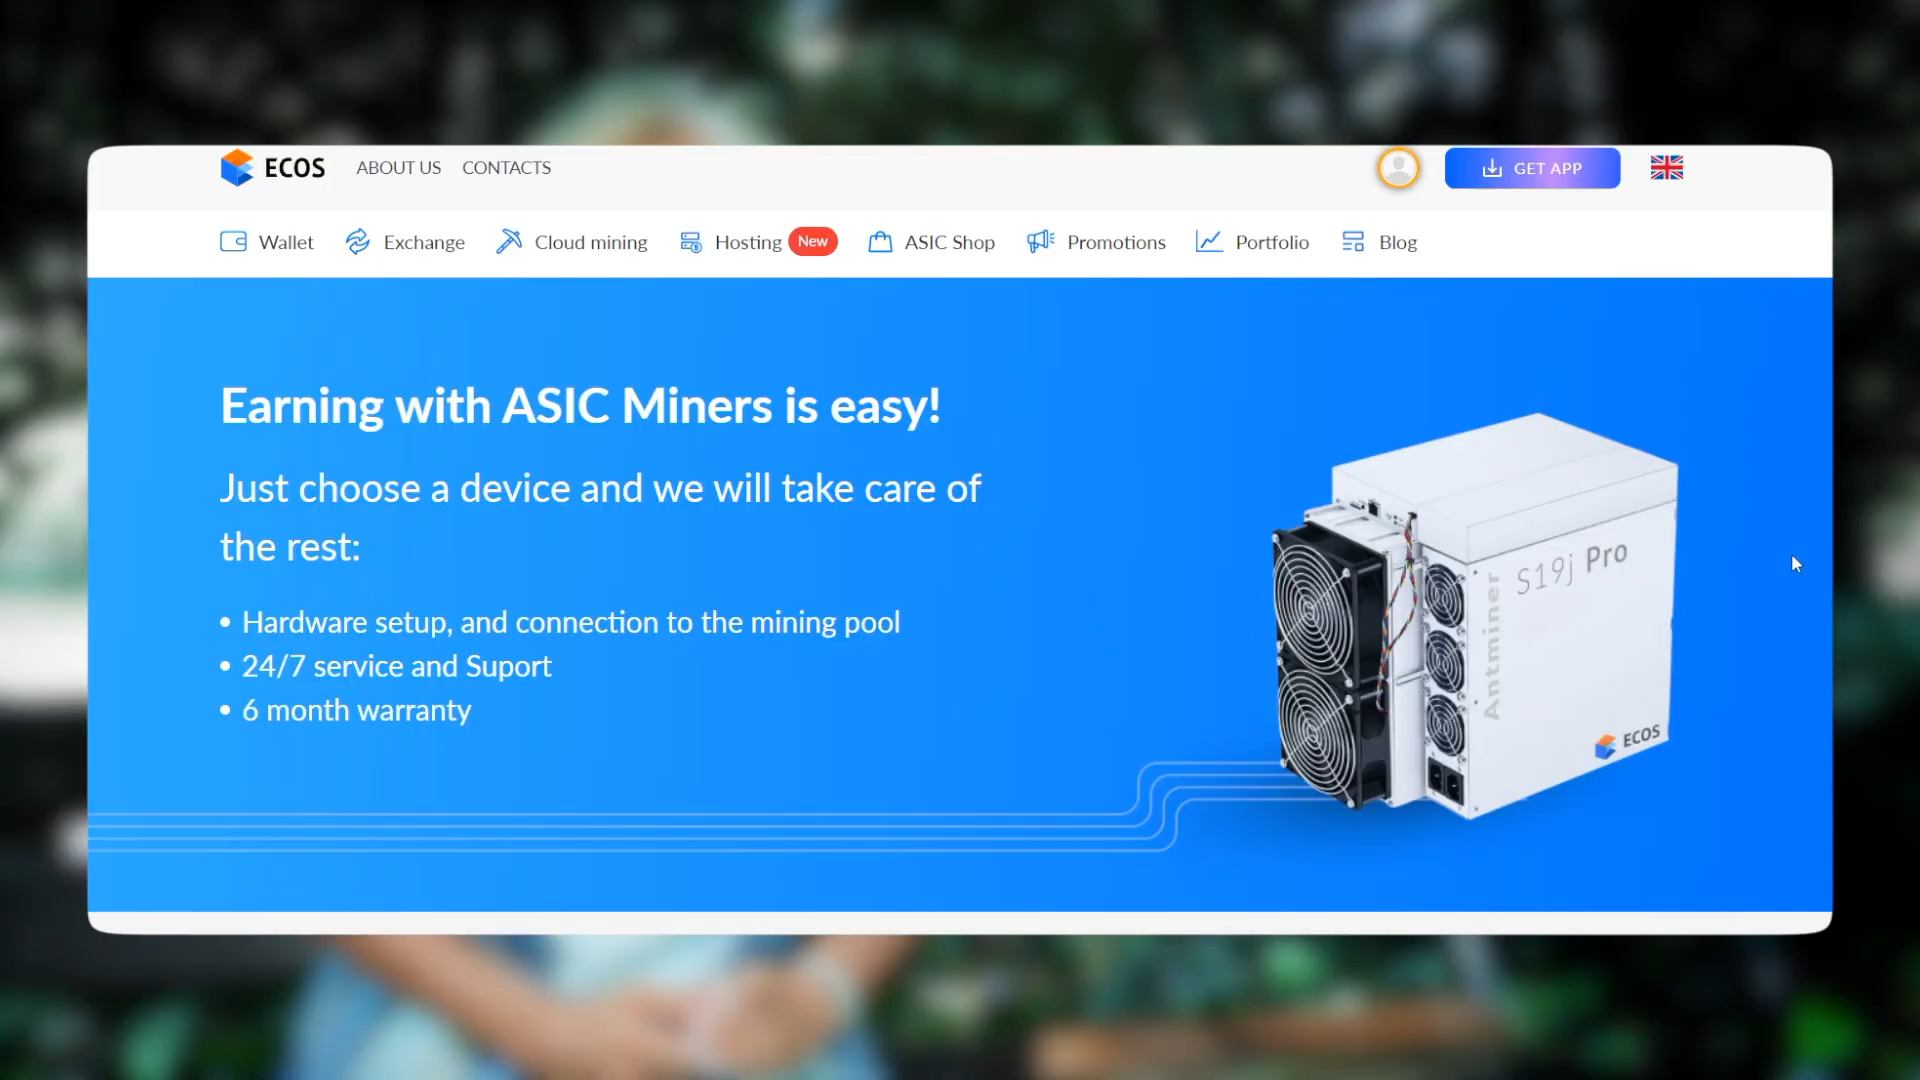 ECOS
ABOUT US
CONTACTS
GET APP
Wallet
Exchange
Cloud mining
Hosting
New
ASIC Shop
Promotions
Portfolio
Blog
Earning with ASIC Miners is easy!
Just choose a device and we will take care of
the rest:
• Hardware setup, and connection to the mining pool
• 24/7 service and Suport
• 6 month warranty
S19j Pro
Antminer
ECOS